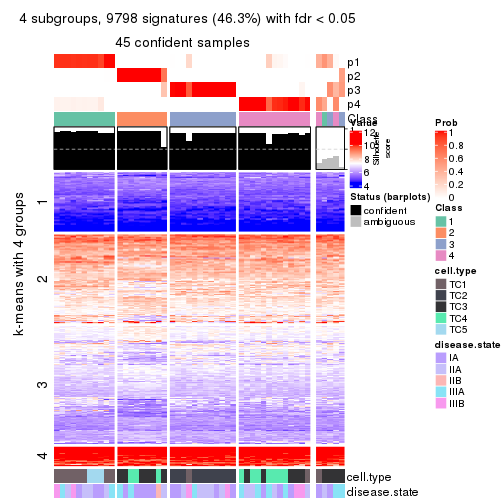 4 subgroups, 9798 signatures (46.3%) with fdr < 0.05
45 confident samples
p1
p2
p3
p4
Class
1
2
3
4
k-means with 4 groups
cell.type
disease.state
Silhouette
score
1
Value
12
10
8
6
4
Status (barplots)
confident
ambiguous
Prob
1
0.8
0.6
0.4
0.2
0
Class
1
2
3
4
cell.type
TC1
TC2
TC3
TC4
TC5
disease.state
IA
IIA
IIB
IIIA
IIIB